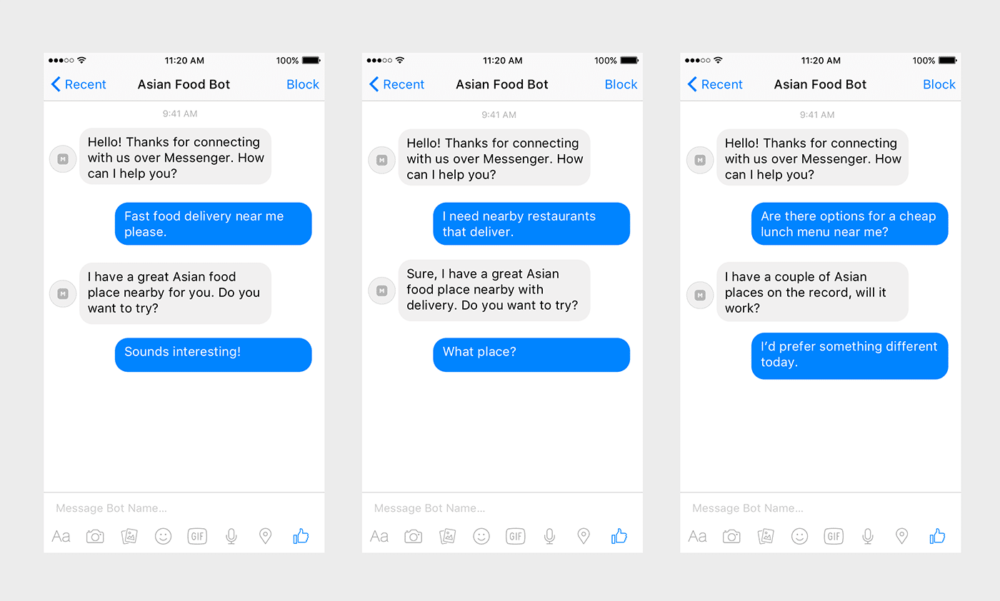 11:20 AM
100%
Recent
Asian Food Bot
Block
9:41 AM
Hello! Thanks for connecting
with us over Messenger. How
can I help you?
M
Fast food delivery near me
please.
I have a great Asian food
place nearby for you. Do you
want to try?
M
Sounds interesting!
Message Bot Name...
Aa
GIF
11:20 AM
100%
Recent
Asian Food Bot
Block
9:41 AM
Hello! Thanks for connecting
with us over Messenger. How
can I help you?
M
I need nearby restaurants
that deliver.
Sure, I have a great Asian
food place nearby with
delivery. Do you want to try?
M
What place?
Message Bot Name...
Aa
GIF
11:20 AM
100%
Recent
Asian Food Bot
Block
9:41 AM
Hello! Thanks for connecting
with us over Messenger. How
can I help you?
M
Are there options for a cheap
lunch menu near me?
I have a couple of Asian
places on the record, will it
work?
M
I’d prefer something different
today.
Message Bot Name...
Aa
GIF